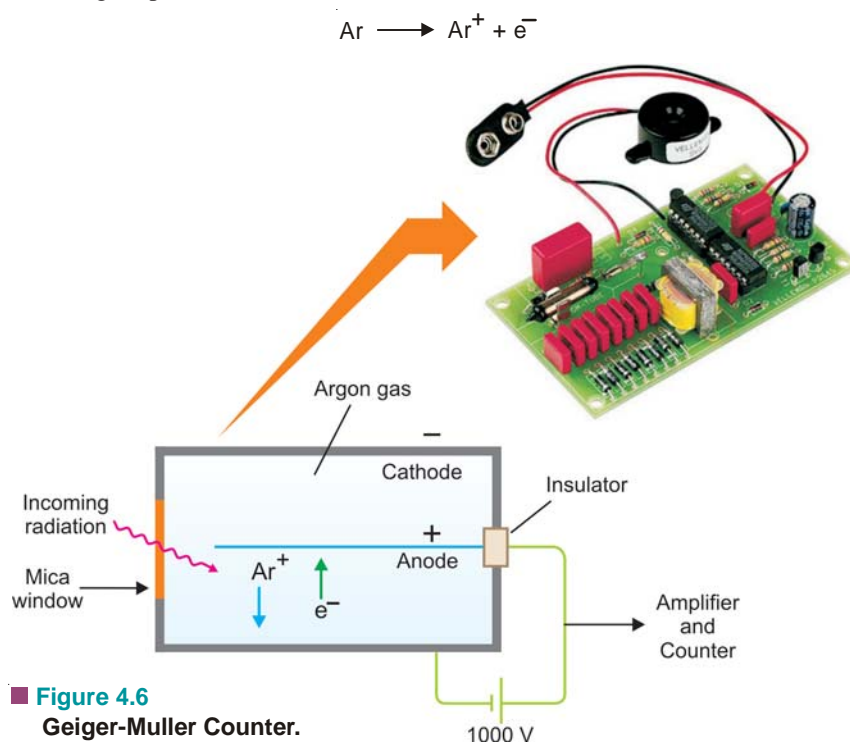 Ar ⟶ Ar⁺ + e⁻
VELLEMAN
Argon gas
−
Cathode
Incoming
radiation
+
Anode
Insulator
Ar⁺
e⁻
Mica
window
Amplifier
and
Counter
1000 V
■ Figure 4.6
Geiger-Muller Counter.